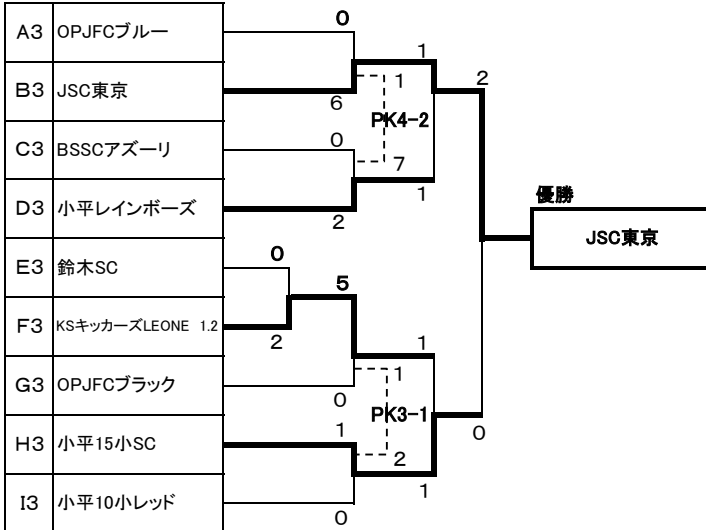 A3 OPJFCブルー 0
1
B3 JSC東京 6 1 2
PK4-2
C3 BSSCアズーリ 0 7
D3 小平レインボーズ 2 1
優勝
JSC東京
E3 鈴木SC 0
5
F3 KSキッカーズLEONE 1.2 2
1
G3 OPJFCブラック 0 1
PK3-1
H3 小平15小SC 1 2 0
1
I3 小平10小レッド 0